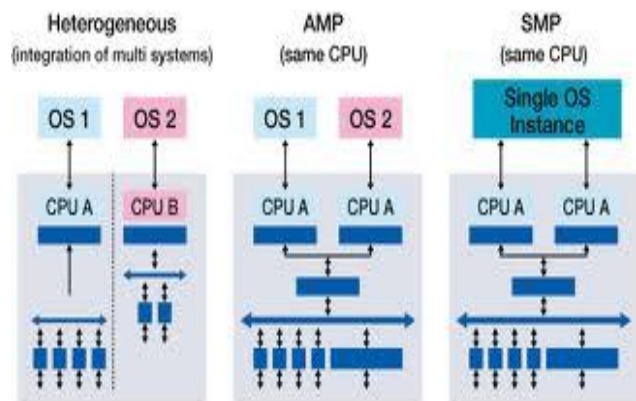 Heterogeneous
(integration of multi systems)
OS 1
OS 2
CPU A
CPU B
AMP
(same CPU)
OS 1
OS 2
CPU A
CPU A
SMP
(same CPU)
Single OS
Instance
CPU A
CPU A